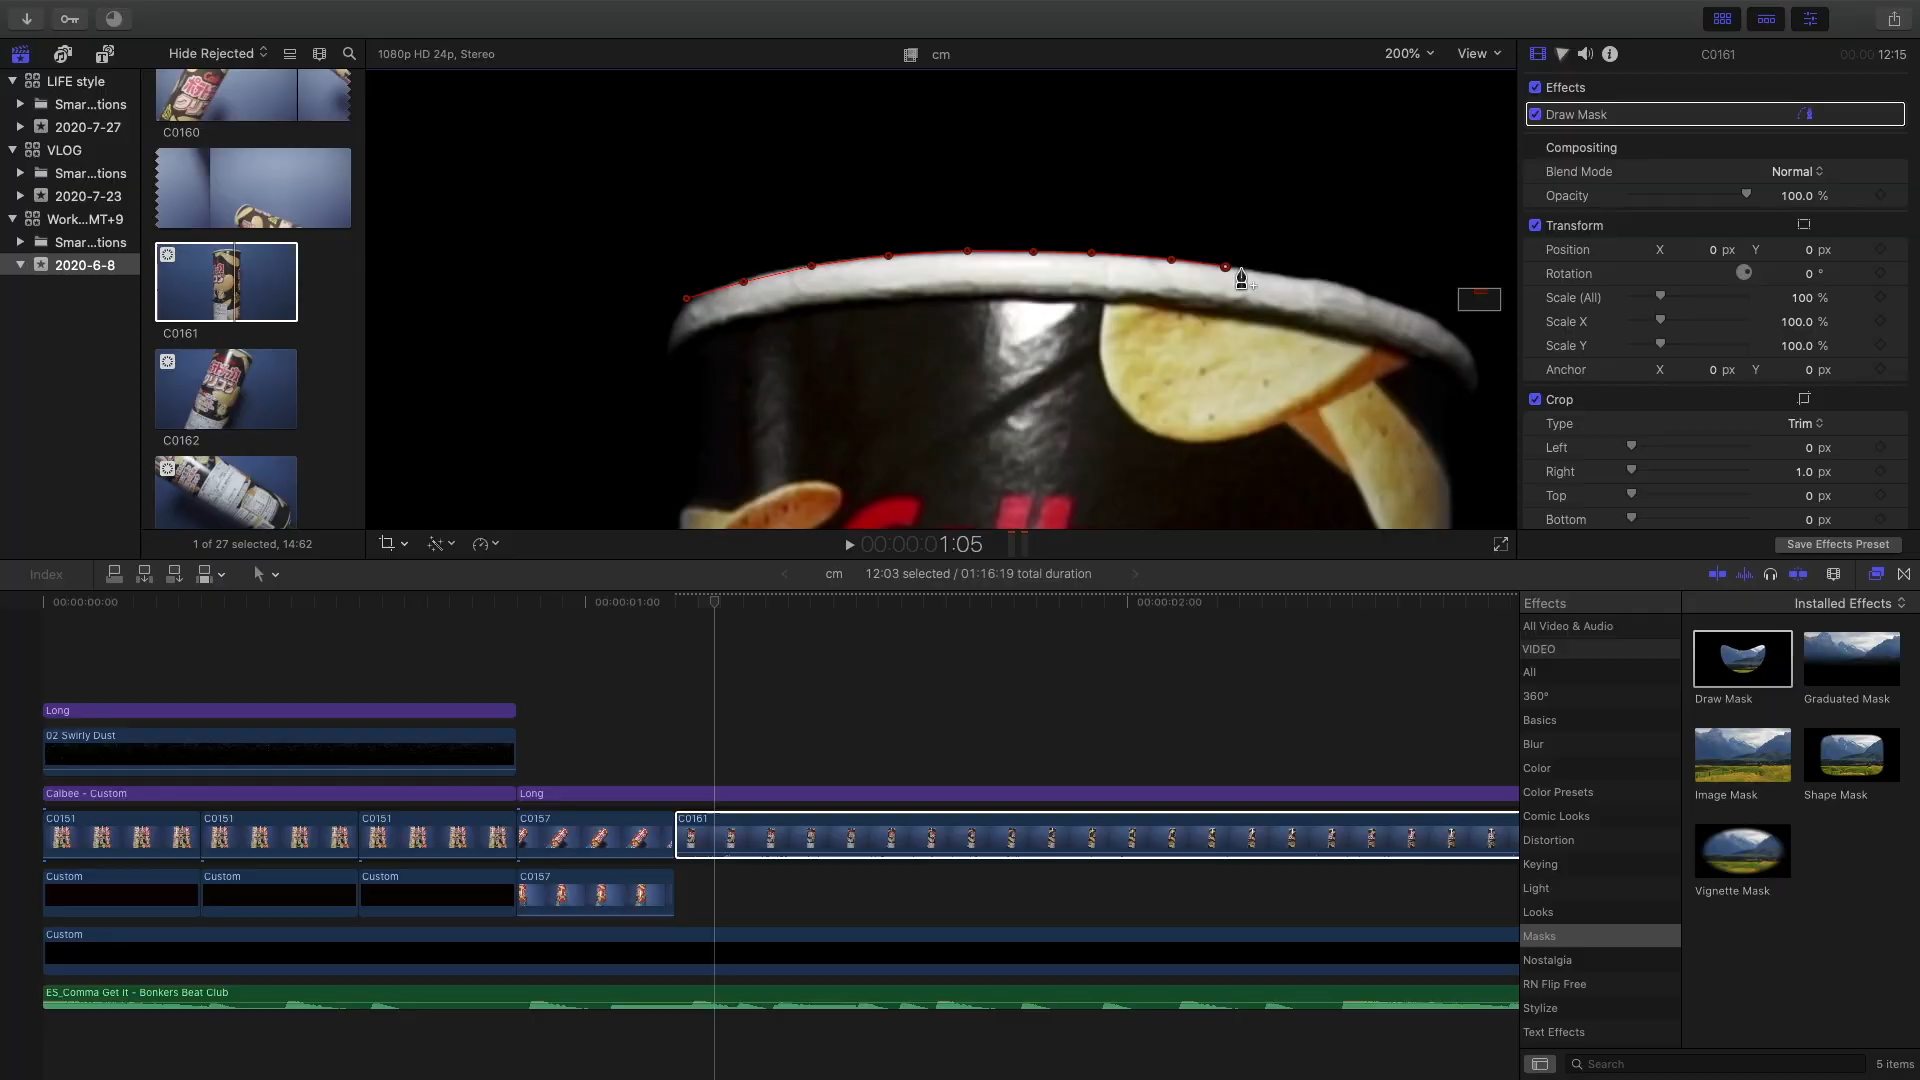 Hide Rejected
1080p HD 24p, Stereo
cm
200%
View
C0161
00:00:12:15
LIFE style
Smar...tions
2020-7-27
VLOG
Smar...tions
2020-7-23
Work...MT+9
Smar...tions
2020-6-8
C0160
C0161
C0162
1 of 27 selected, 14:62
00:00:01:05
Effects
Draw Mask
Compositing
Blend Mode
Normal
Opacity
100.0 %
Transform
Position X 0 px Y 0 px
Rotation 0 °
Scale (All) 100 %
Scale X 100.0 %
Scale Y 100.0 %
Anchor X 0 px Y 0 px
Crop
Type Trim
Left 0 px
Right 1.0 px
Top 0 px
Bottom 0 px
Save Effects Preset
Index
cm
12:03 selected / 01:16:19 total duration
00:00:00:00
00:00:01:00
00:00:02:00
Long
02 Swirly Dust
Calbee - Custom
Long
C0151
C0151
C0151
C0157
C0161
Custom
Custom
Custom
C0157
Custom
ES_Comma Get It - Bonkers Beat Club
Effects
Installed Effects
All Video & Audio
VIDEO
All
360°
Basics
Blur
Color
Color Presets
Comic Looks
Distortion
Keying
Light
Looks
Masks
Nostalgia
RN Flip Free
Stylize
Text Effects
Draw Mask
Graduated Mask
Image Mask
Shape Mask
Vignette Mask
Search
5 items